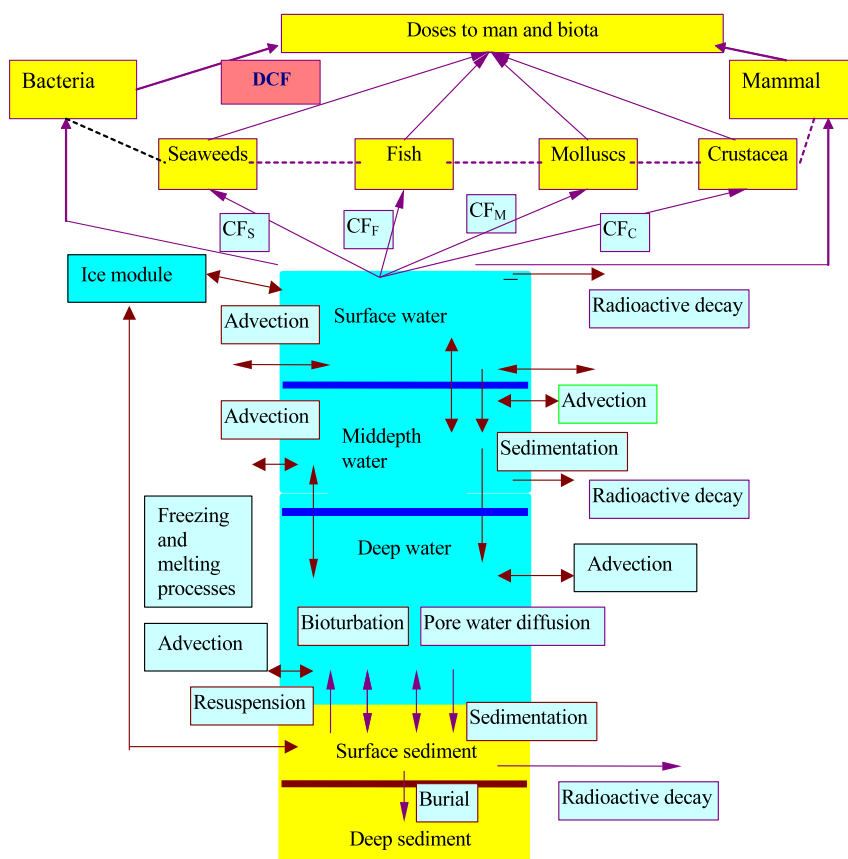 Doses to man and biota
Bacteria
DCF
Mammal
Seaweeds
Fish
Molluscs
Crustacea
CFS
CFF
CFM
CFC
Ice module
Radioactive decay
Advection
Surface water
Advection
Advection
Middepth
water
Sedimentation
Radioactive decay
Freezing
and
melting
processes
Deep water
Advection
Bioturbation
Pore water diffusion
Advection
Resuspension
Sedimentation
Surface sediment
Burial
Radioactive decay
Deep sediment